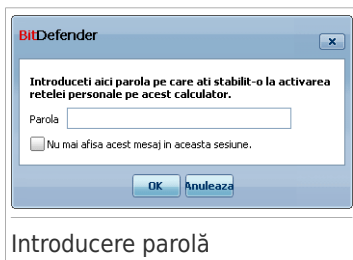 BitDefender
Introduceti aici parola pe care ati stabilit-o la activarea
retelei personale pe acest calculator.
Parola
Nu mai afisa acest mesaj in aceasta sesiune.
OK Anuleaza
Introducere parolă